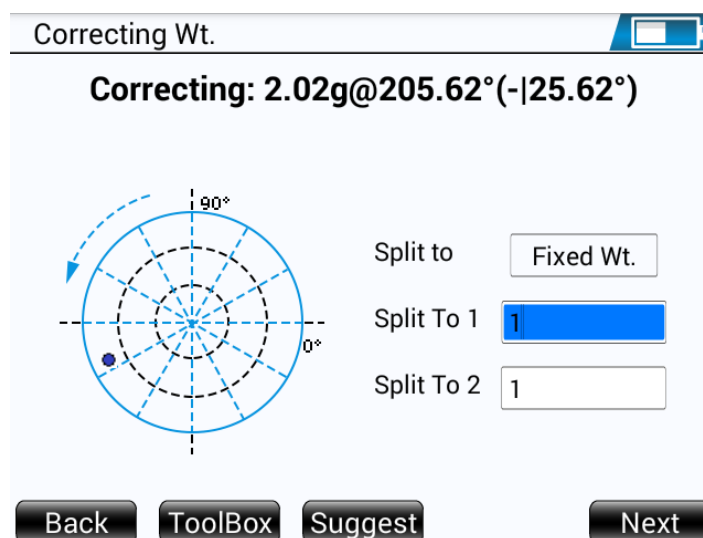 Correcting Wt.
Correcting: 2.02g@205.62°(-|25.62°)
90°
0°
Split to Fixed Wt.
Split To 1 1
Split To 2 1
Back ToolBox Suggest Next